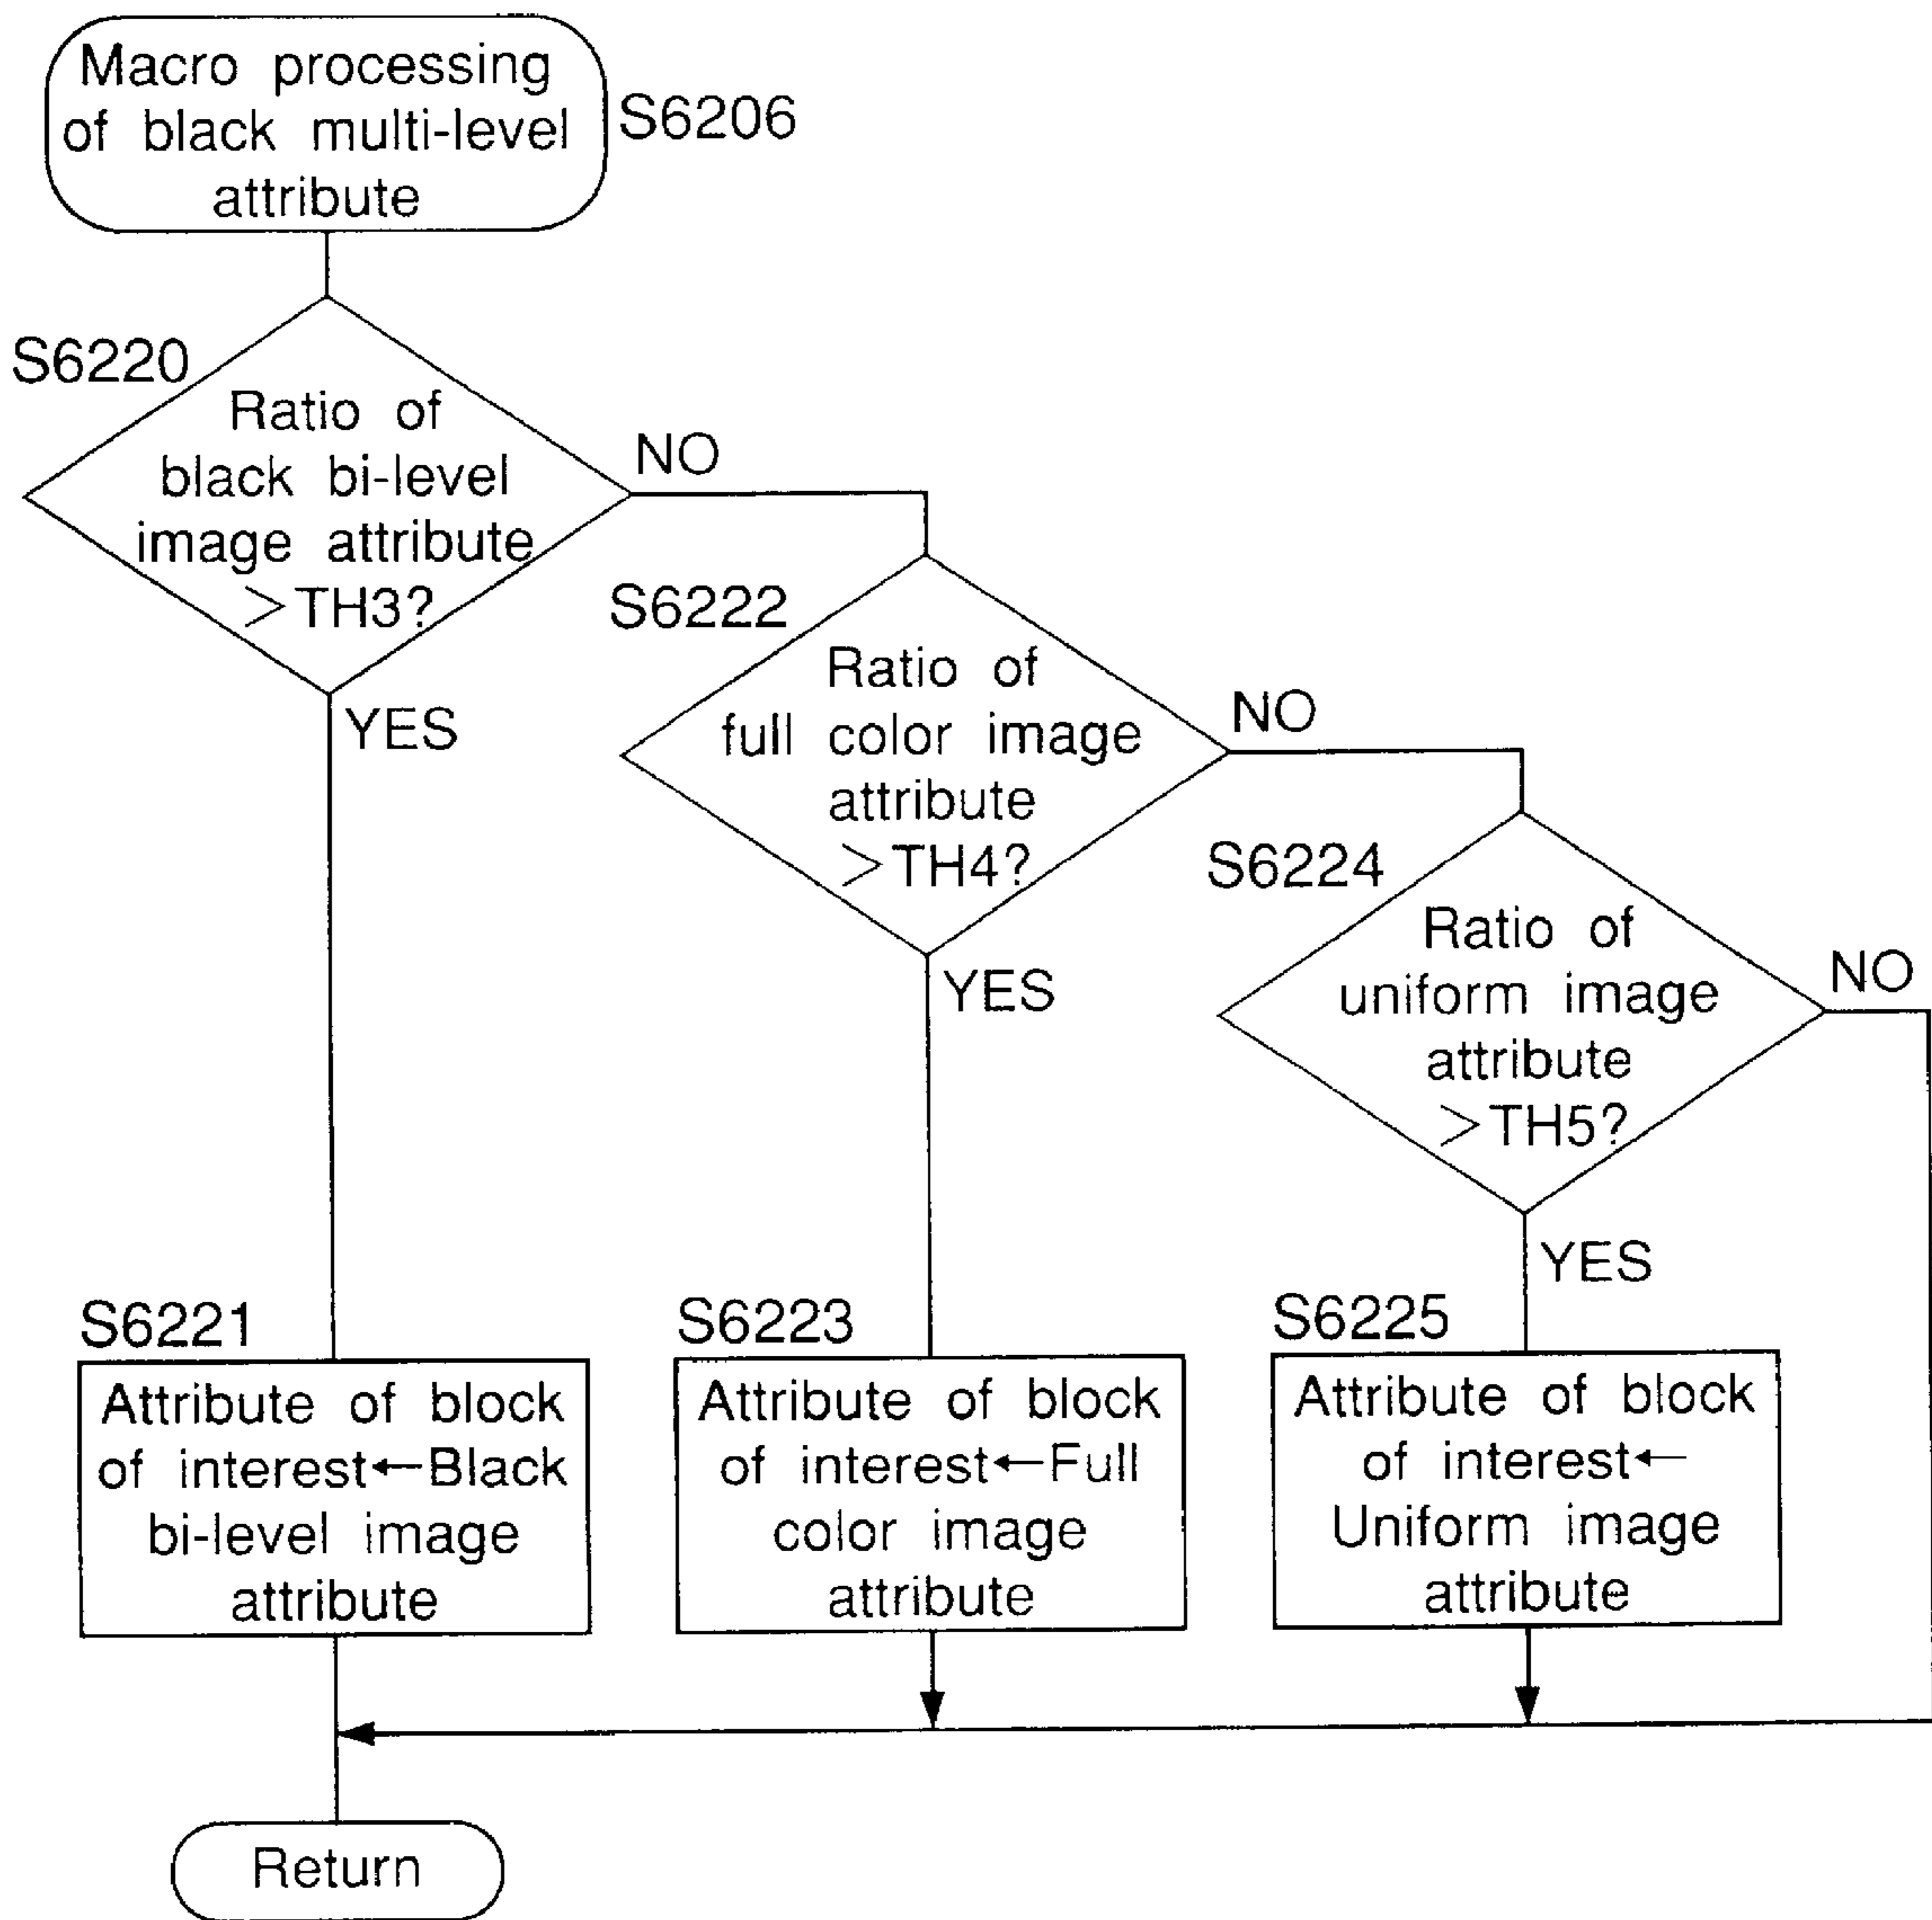 Macro processing
of black multi-level
attribute
S6206
S6220
Ratio of
black bi-level
image attribute
>TH3?
NO
YES
S6222
Ratio of
full color image
attribute
>TH4?
NO
YES
S6224
Ratio of
uniform image
attribute
>TH5?
NO
YES
S6221
Attribute of block
of interest←Black
bi-level image
attribute
S6223
Attribute of block
of interest←Full
color image
attribute
S6225
Attribute of block
of interest←
Uniform image
attribute
Return